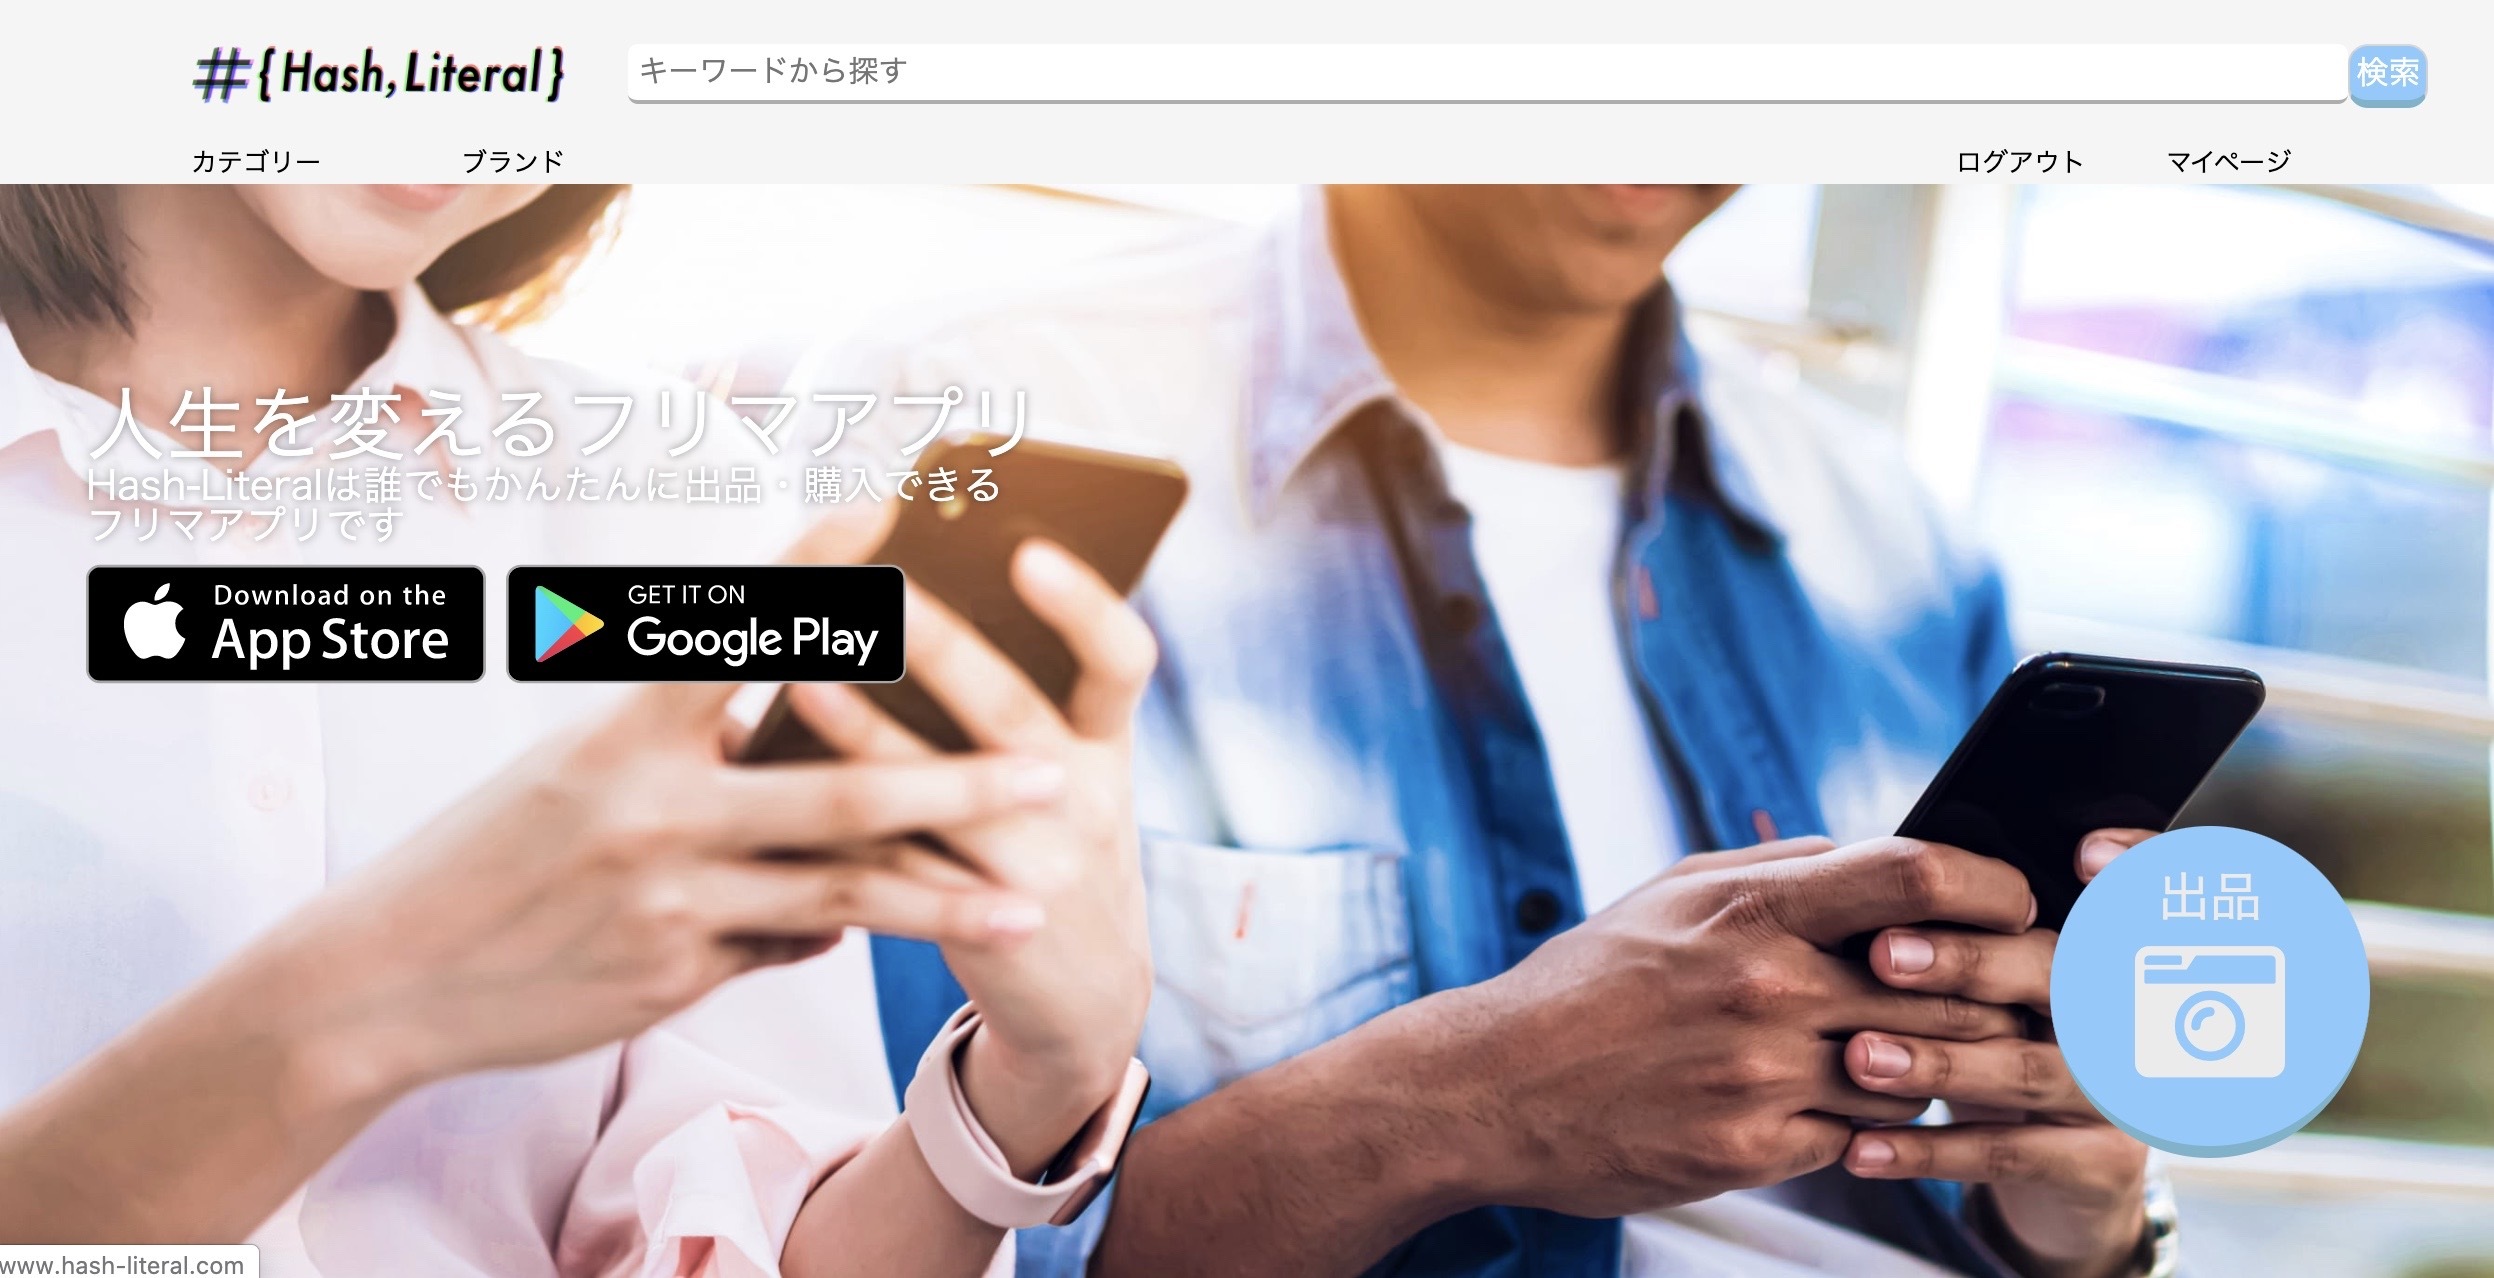 #{Hash,Literal}
キーワードから探す
検索
カテゴリー
ブランド
ログアウト
マイページ
人生を変えるフリマアプリ
Hash-Literalは誰でもかんたんに出品・購入できる
フリマアプリです
Download on the
App Store
GET IT ON
Google Play
出品
www.hash-literal.com